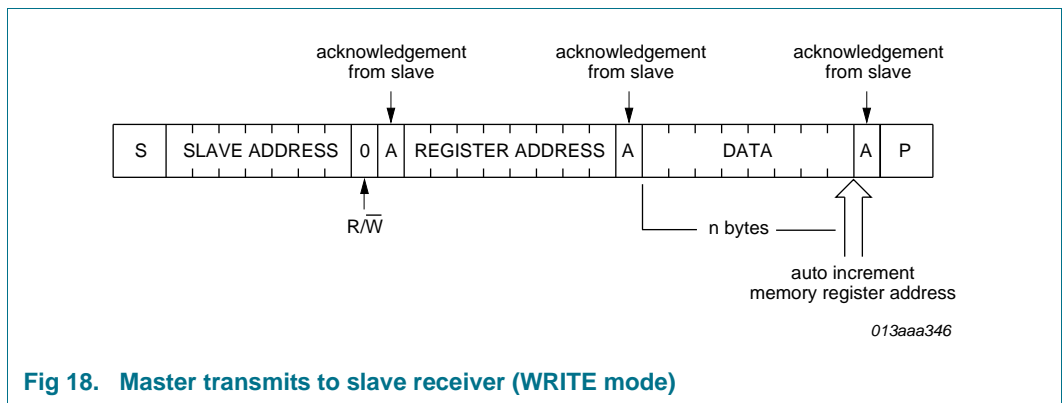 acknowledgement
from slave
acknowledgement
from slave
acknowledgement
from slave
S SLAVE ADDRESS 0 A REGISTER ADDRESS A DATA A P
R/W̅
n bytes
auto increment
memory register address
013aaa346
Fig 18. Master transmits to slave receiver (WRITE mode)